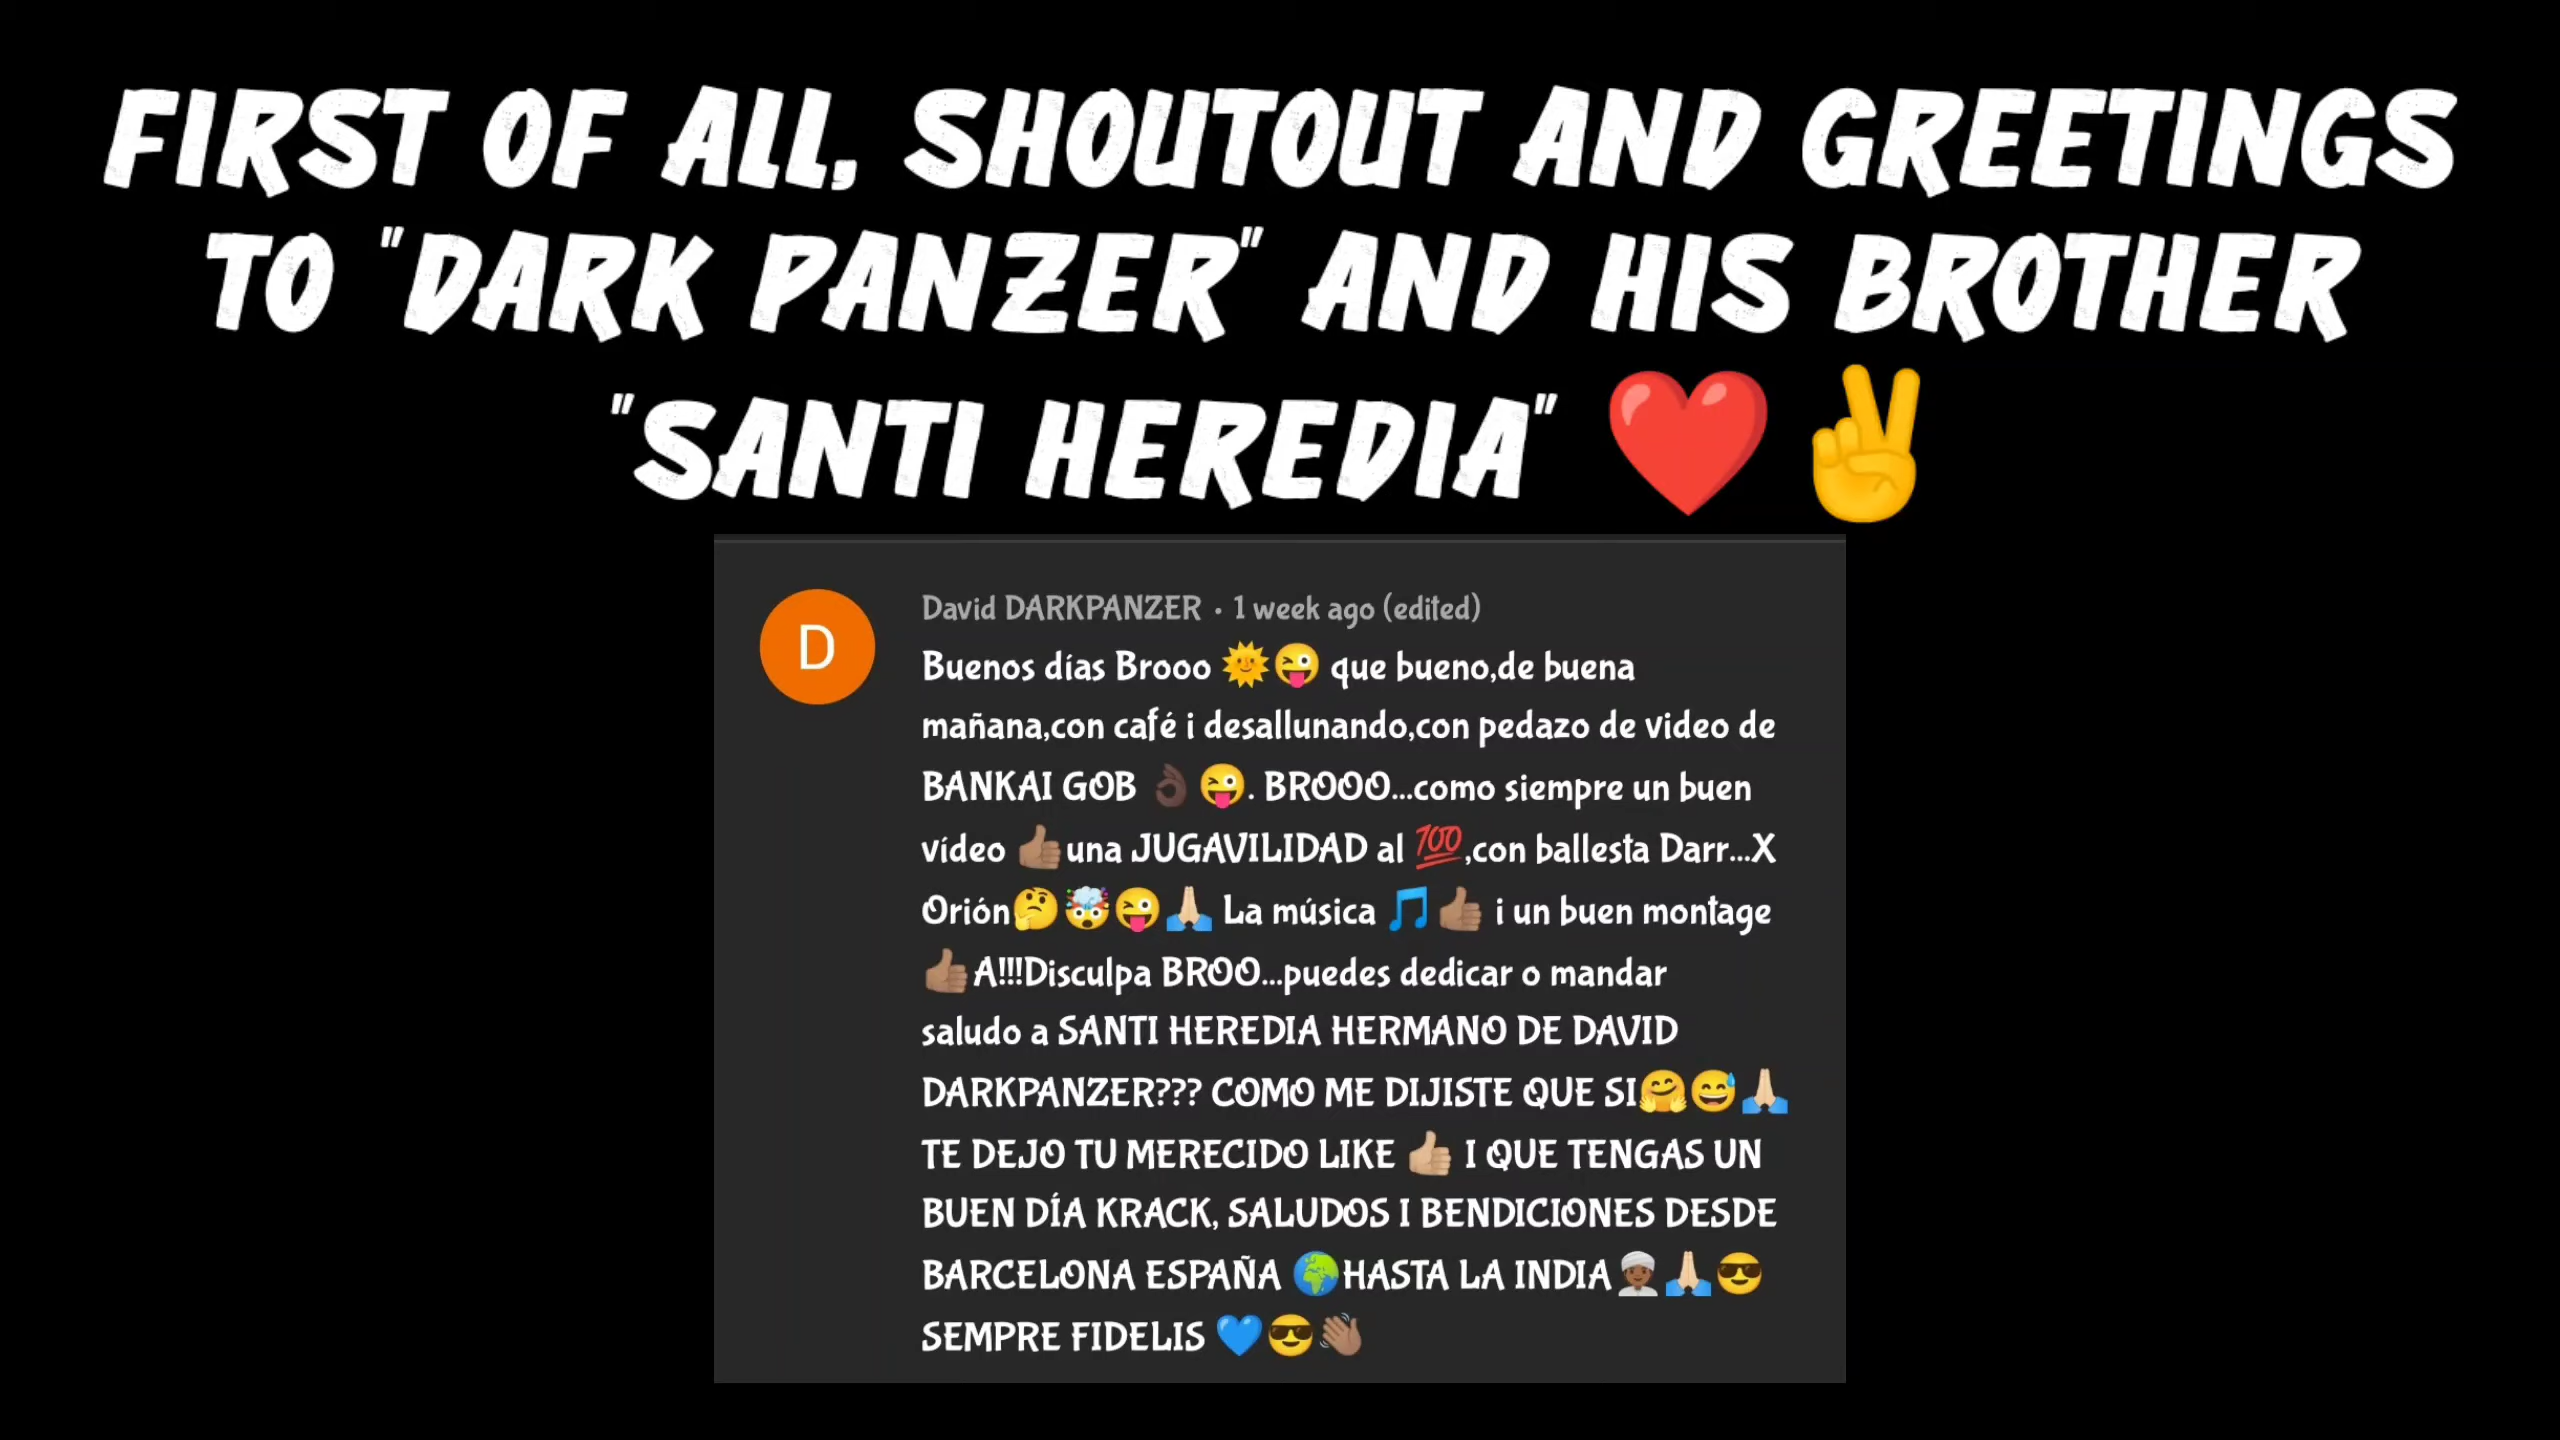 FIRST OF ALL, SHOUTOUT AND GREETINGS
TO "DARK PANZER" AND HIS BROTHER
"SANTI HEREDIA" ❤️ ✌️
D
David DARKPANZER • 1 week ago (edited)
Buenos días Brooo 🌞😜 que bueno,de buena
mañana,con café i desallunando,con pedazo de video de
BANKAI GOB 👌🏿😜. BROOO...como siempre un buen
vídeo 👍🏽una JUGAVILIDAD al 💯,con ballesta Darr...X
Orión🤔🤯😜🙏🏻 La música 🎵👍🏽 i un buen montage
👍🏽A!!!Disculpa BROO...puedes dedicar o mandar
saludo a SANTI HEREDIA HERMANO DE DAVID
DARKPANZER??? COMO ME DIJISTE QUE SI🤗😅🙏🏻
TE DEJO TU MERECIDO LIKE 👍🏼 I QUE TENGAS UN
BUEN DÍA KRACK, SALUDOS I BENDICIONES DESDE
BARCELONA ESPAÑA 🌍HASTA LA INDIA👳🏾🙏🏻😎
SEMPRE FIDELIS 💙😎👋🏽